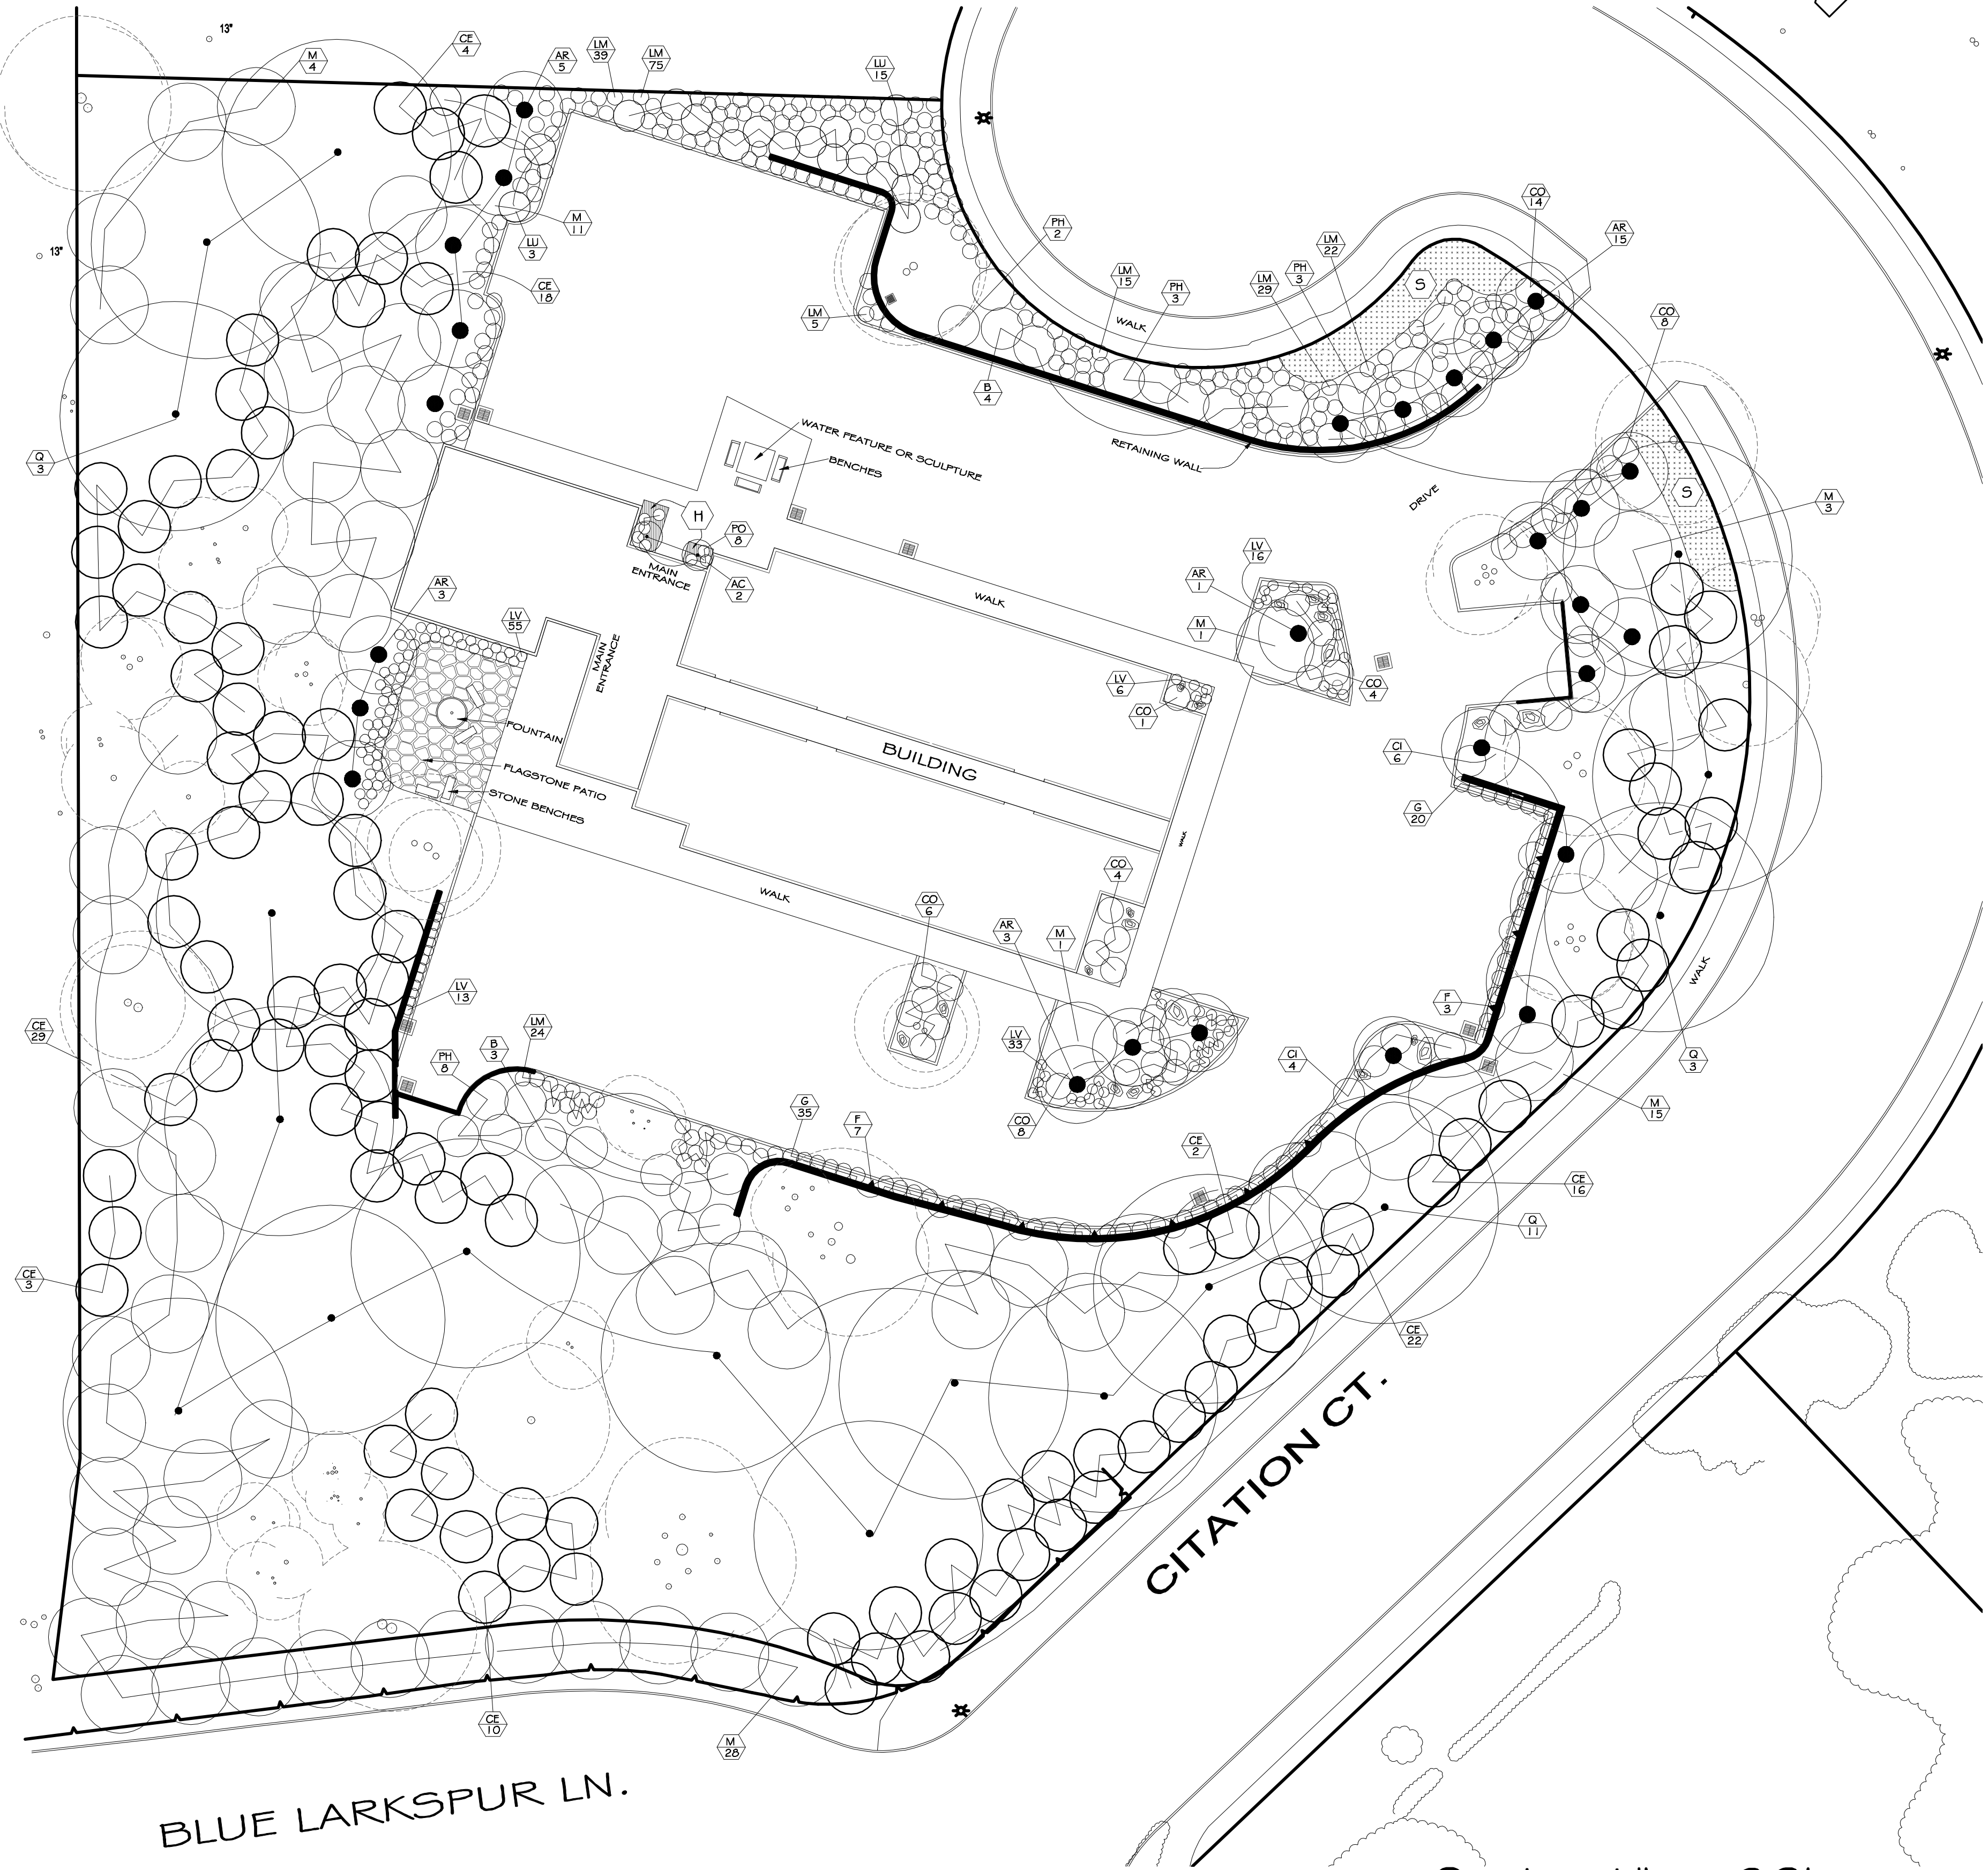 13"
M
4
CE
4
AR
5
LM
39
LM
75
LU
15
13"
M
11
LU
3
CE
18
PH
2
LM
5
LM
15
PH
3
LM
29
PH
3
LM
22
CO
14
AR
15
S
WALK
B
4
CO
8
Q
3
WATER FEATURE OR SCULPTURE
BENCHES
RETAINING WALL
DRIVE
S
M
3
H
PO
8
MAIN
ENTRANCE
AC
2
AR
3
LV
55
MAIN
ENTRANCE
WALK
LV
16
AR
1
M
1
LV
6
CO
1
CO
4
FOUNTAIN
FLAGSTONE PATIO
STONE BENCHES
BUILDING
CI
6
G
20
WALK
WALK
CO
4
CO
6
AR
3
M
1
WALK
LV
13
F
3
CE
29
LM
24
B
3
PH
8
LV
33
CO
8
CI
4
Q
3
M
15
G
35
F
7
CE
2
CE
16
Q
11
CE
3
CE
22
CITATION CT.
CE
10
M
28
BLUE LARKSPUR LN.